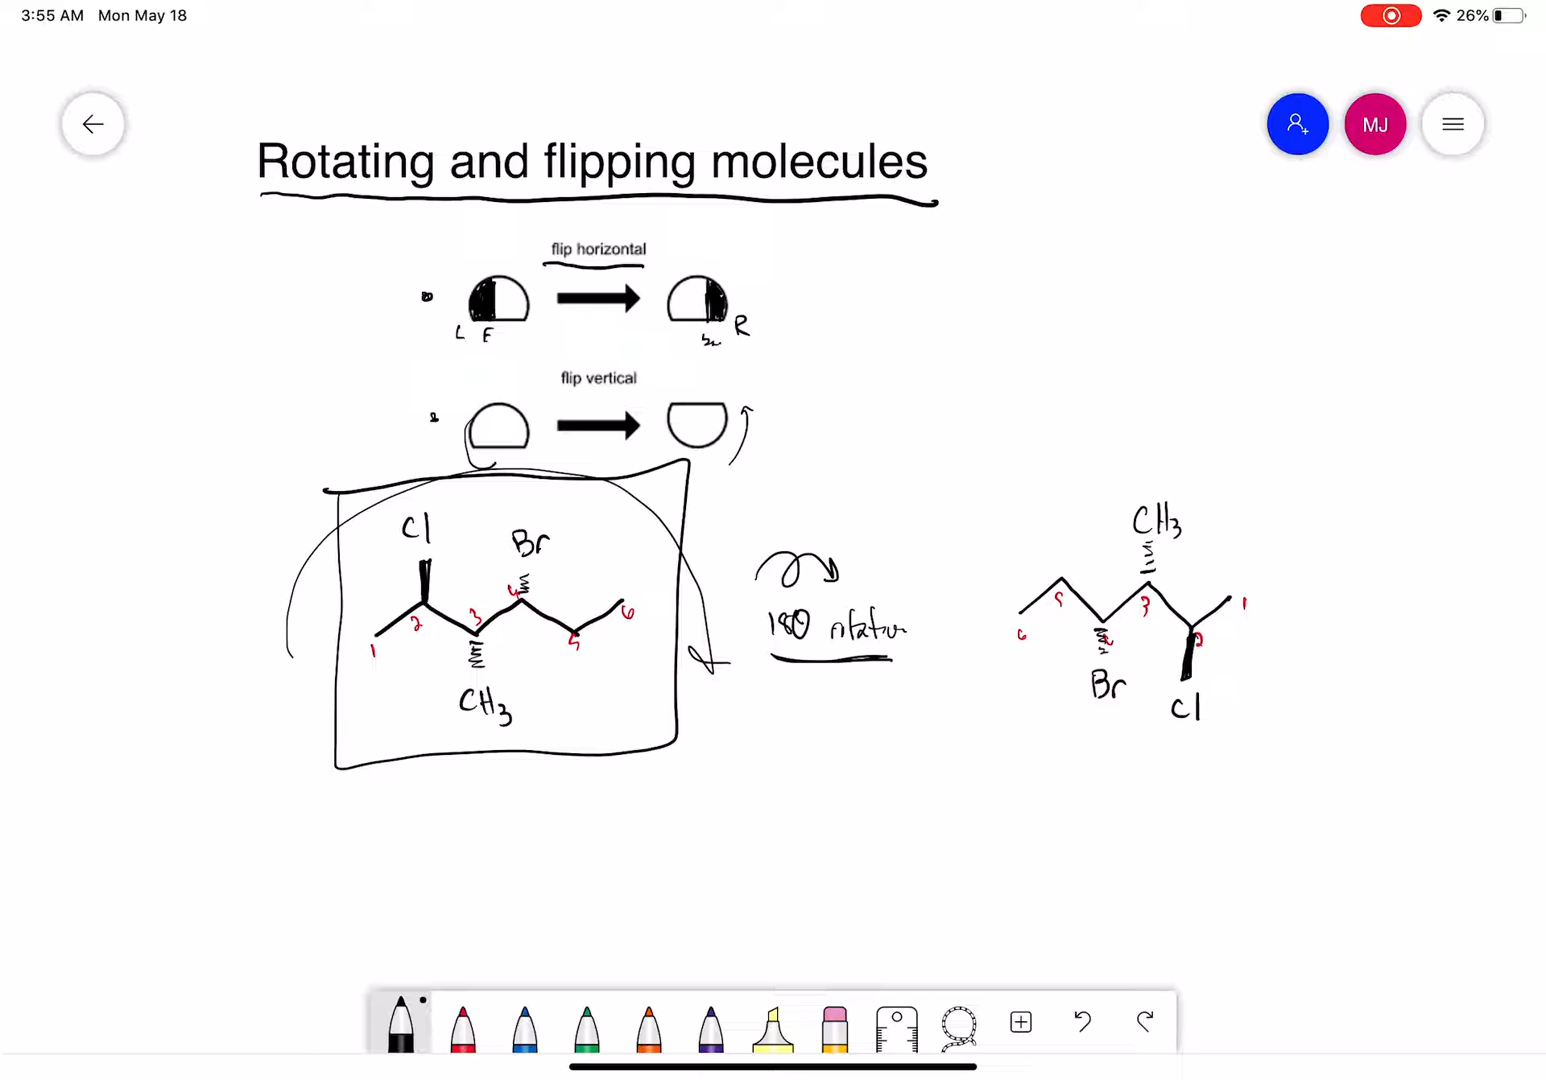 3:55 AM Mon May 18
26%
MJ
Rotating and flipping molecules
flip horizontal
L E
R
flip vertical
Cl
Br
1 2 3 4 5 6
CH3
180 rotation
CH3
6 5 3 2 1
Br
Cl